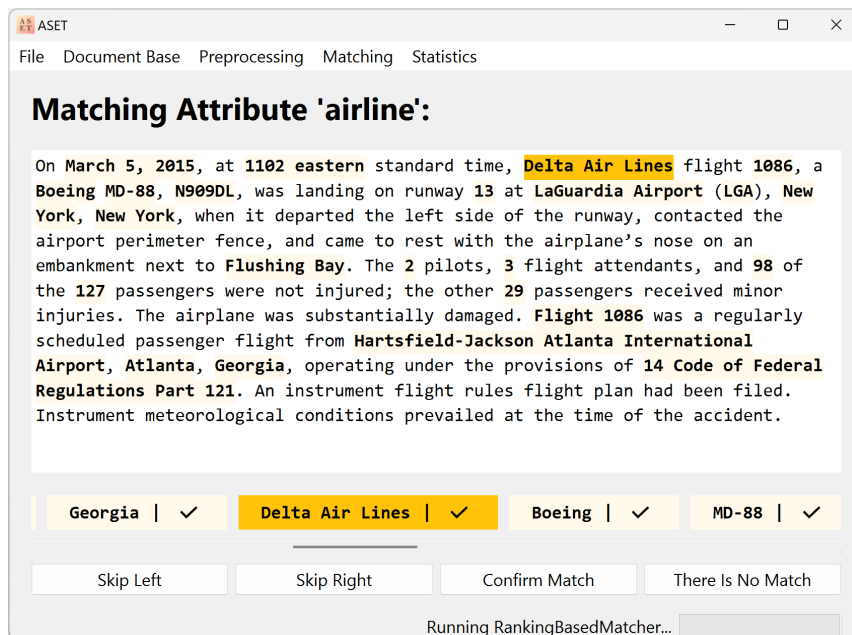 AS
ET
ASET
File Document Base Preprocessing Matching Statistics
Matching Attribute 'airline':
On March 5, 2015, at 1102 eastern standard time, Delta Air Lines flight 1086, a
Boeing MD-88, N909DL, was landing on runway 13 at LaGuardia Airport (LGA), New
York, New York, when it departed the left side of the runway, contacted the
airport perimeter fence, and came to rest with the airplane’s nose on an
embankment next to Flushing Bay. The 2 pilots, 3 flight attendants, and 98 of
the 127 passengers were not injured; the other 29 passengers received minor
injuries. The airplane was substantially damaged. Flight 1086 was a regularly
scheduled passenger flight from Hartsfield-Jackson Atlanta International
Airport, Atlanta, Georgia, operating under the provisions of 14 Code of Federal
Regulations Part 121. An instrument flight rules flight plan had been filed.
Instrument meteorological conditions prevailed at the time of the accident.
Georgia | ✓ Delta Air Lines | ✓ Boeing | ✓ MD-88 | ✓
Skip Left Skip Right Confirm Match There Is No Match
Running RankingBasedMatcher...